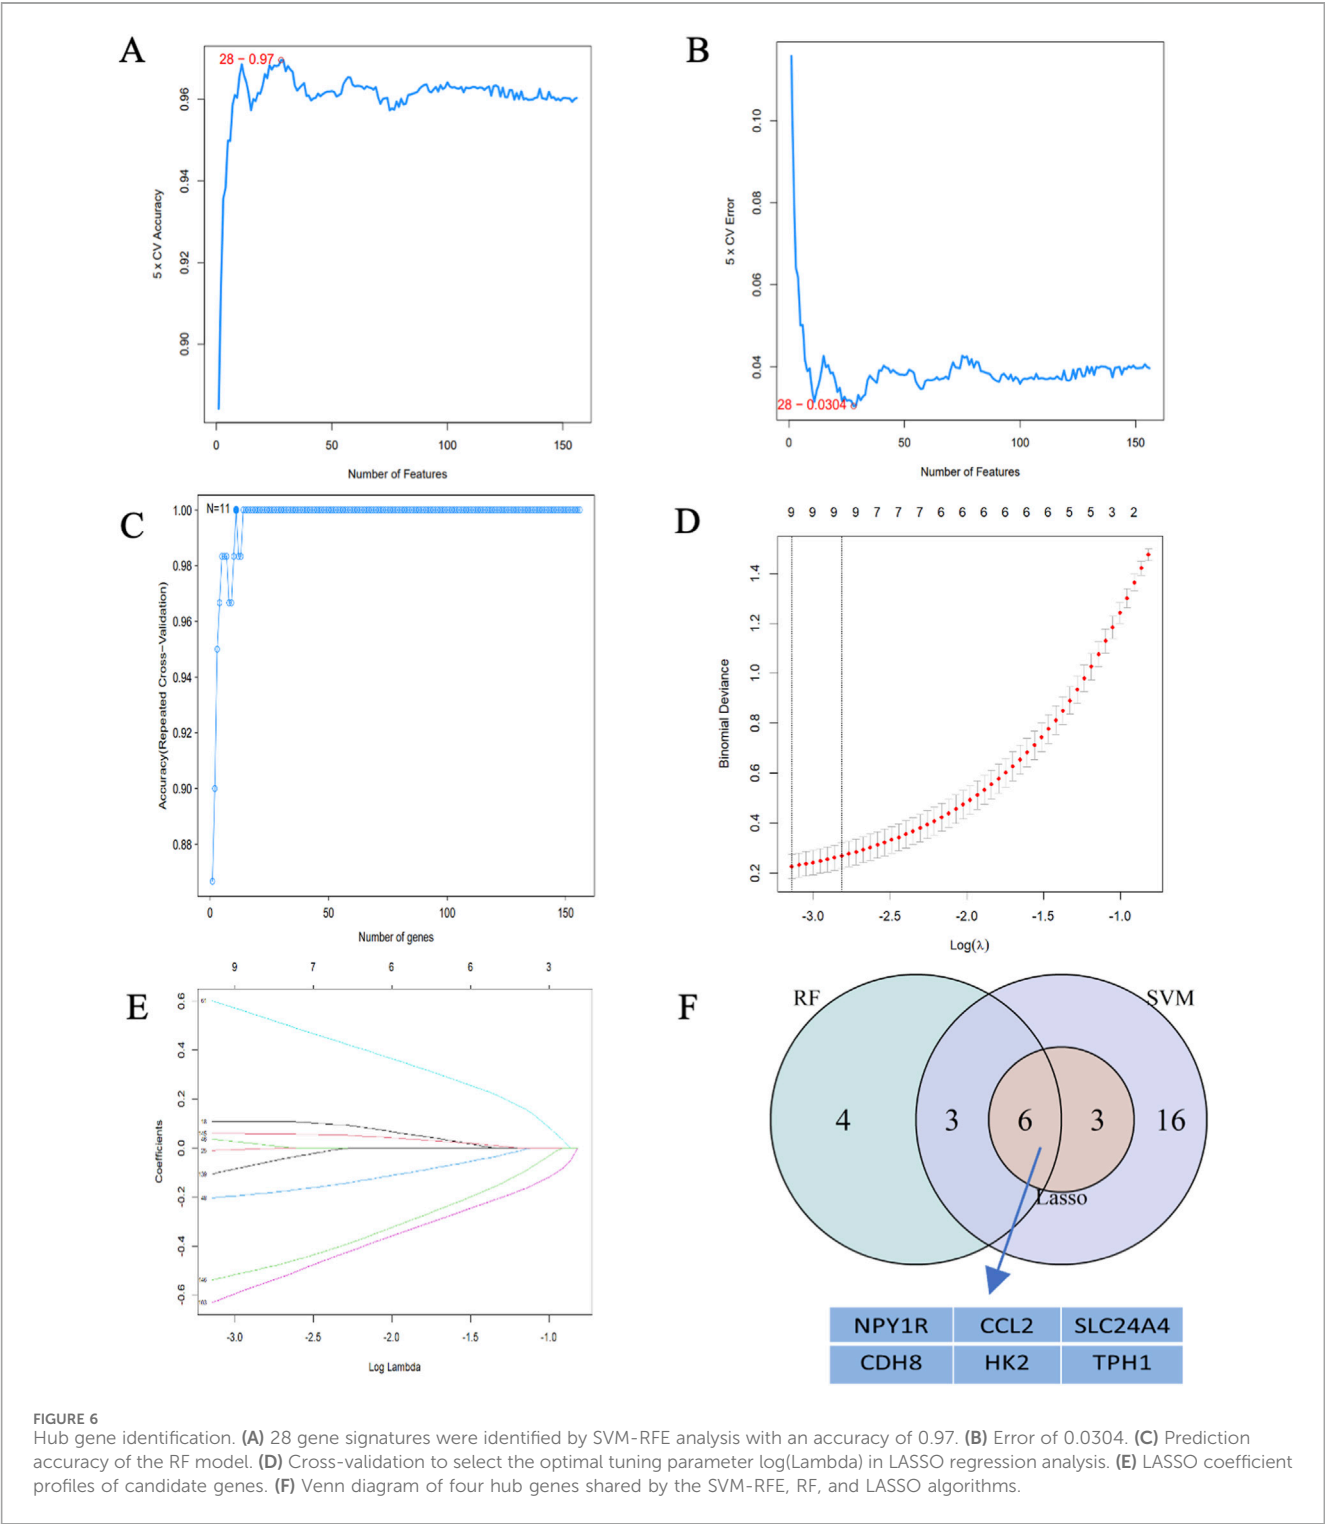 A
28 − 0.97
0.96
0.94
0.92
0.90
5 x CV Accuracy
0
50
100
150
Number of Features
B
0.10
0.08
0.06
0.04
5 x CV Error
28 − 0.0304
0
50
100
150
Number of Features
C
N=11
1.00
0.98
0.96
0.94
0.92
0.90
0.88
Accuracy(Repeated Cross−Validation)
0
50
100
150
Number of genes
D
9 9 9 9 7 7 7 6 6 6 6 6 6 5 5 3 2
1.4
1.2
1.0
0.8
0.6
0.4
0.2
Binomial Deviance
-3.0
-2.5
-2.0
-1.5
-1.0
Log(λ)
E
9 7 6 6 3
0.6
0.4
0.2
0.0
-0.2
-0.4
-0.6
Coefficients
61
-3.0
-2.5
-2.0
-1.5
-1.0
Log Lambda
F
RF
SVM
4
3
6
3
16
Lasso
NPY1R CCL2 SLC24A4
CDH8 HK2 TPH1
FIGURE 6
Hub gene identification. (A) 28 gene signatures were identified by SVM-RFE analysis with an accuracy of 0.97. (B) Error of 0.0304. (C) Prediction
accuracy of the RF model. (D) Cross-validation to select the optimal tuning parameter log(Lambda) in LASSO regression analysis. (E) LASSO coefficient
profiles of candidate genes. (F) Venn diagram of four hub genes shared by the SVM-RFE, RF, and LASSO algorithms.